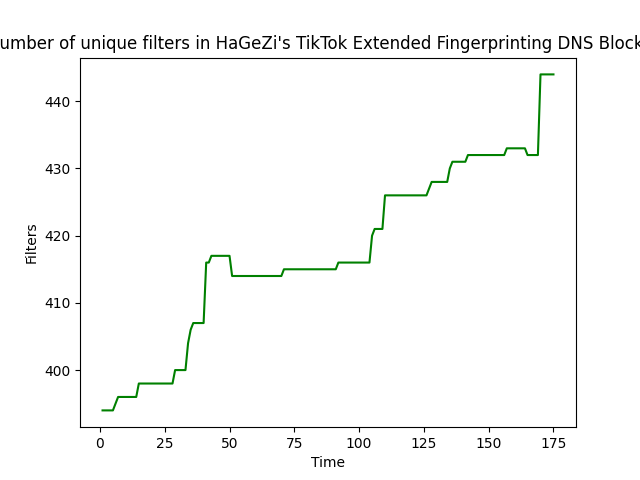 umber of unique filters in HaGeZi's TikTok Extended Fingerprinting DNS Block
440
430
420
410
400
Filters
0 25 50 75 100 125 150 175
Time